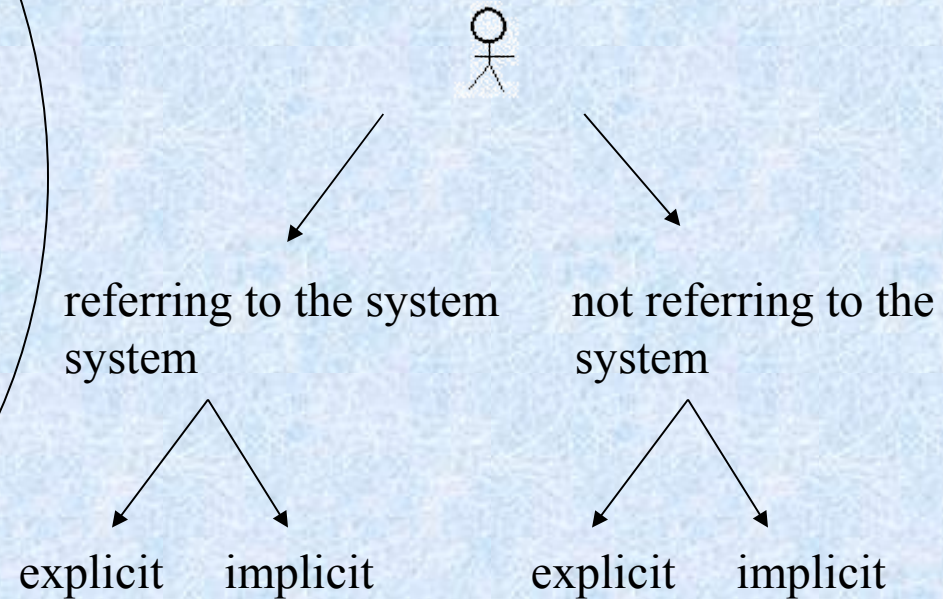 referring to the system not referring to the
system system
explicit implicit explicit implicit